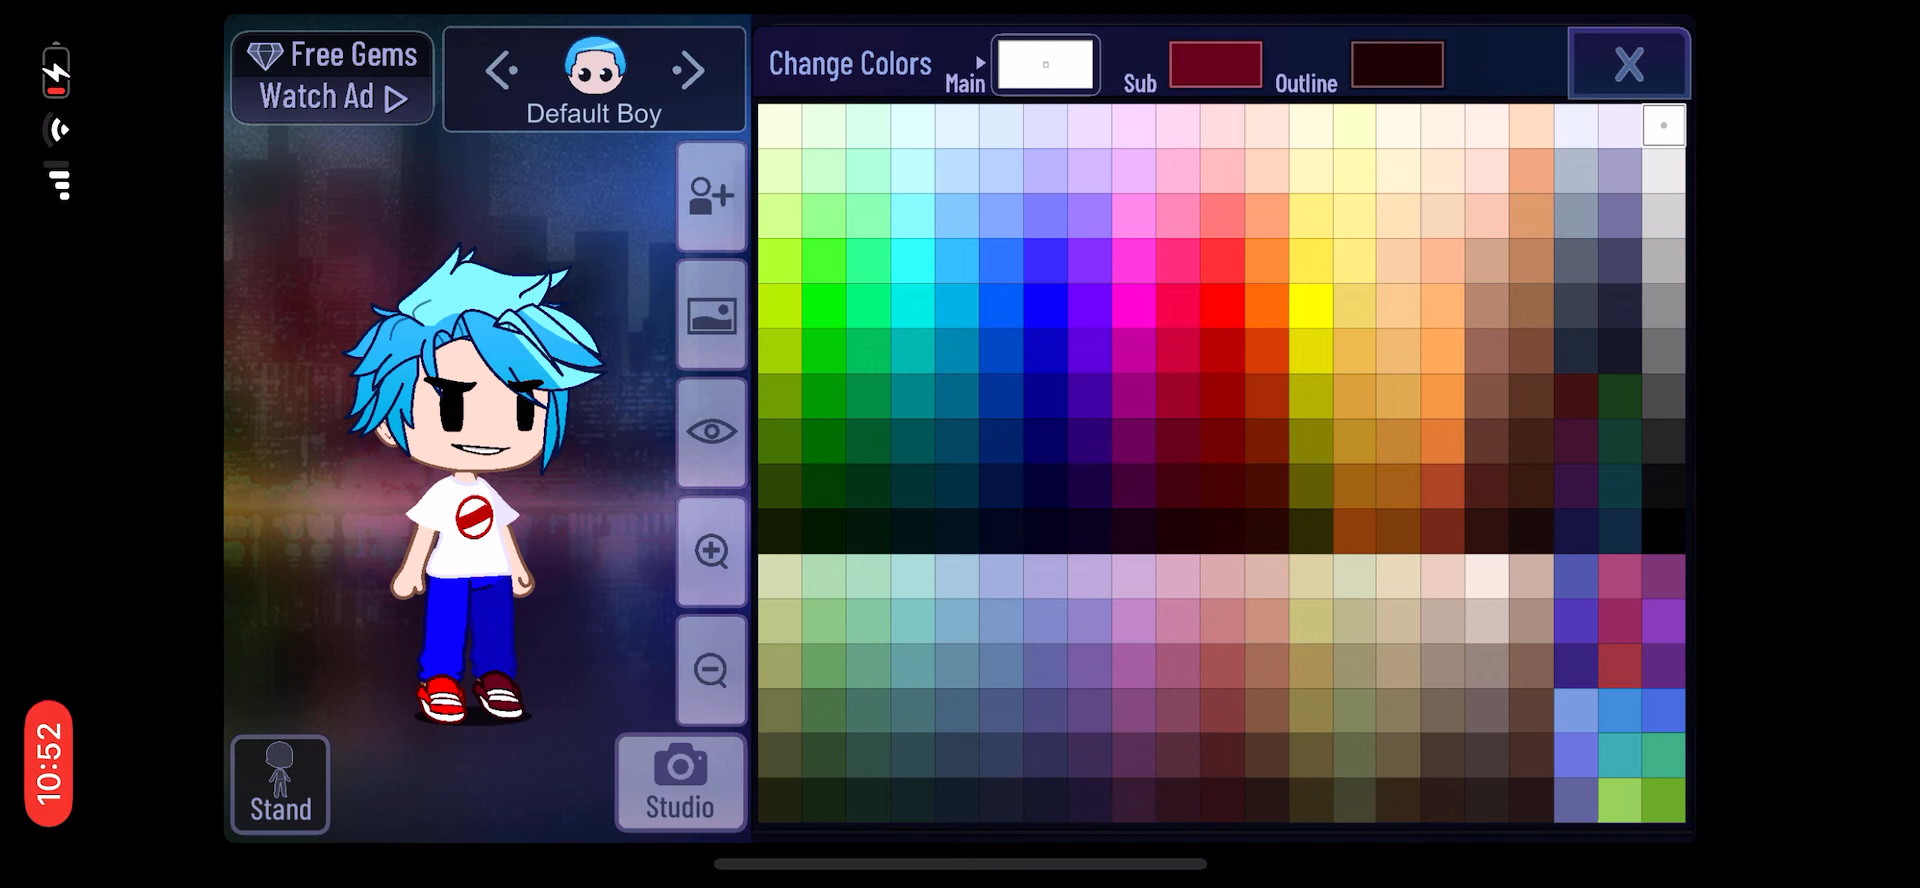 Free Gems
Watch Ad
Default Boy
Change Colors
Main
Sub
Outline
X
10:52
Stand
Studio